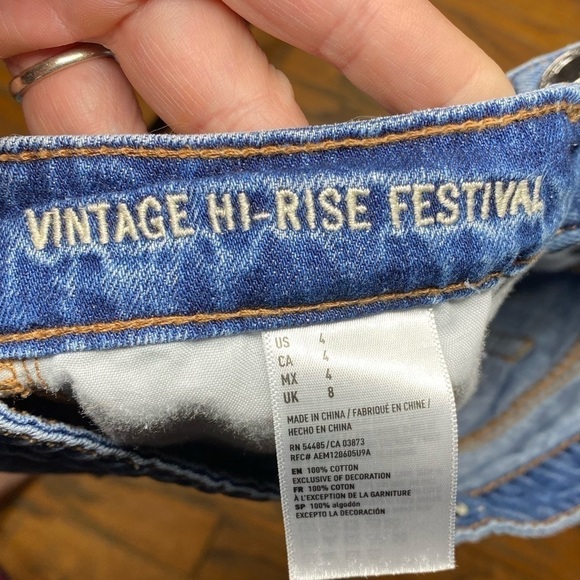 VINTAGE HI-RISE FESTIVAL
US 4
CA 4
MX 4
UK 8
MADE IN CHINA / FABRIQUÉ EN CHINE /
HECHO EN CHINA
RN 54485 / CA 03873
RFC# AEM120605U9A
EN 100% COTTON
EXCLUSIVE OF DECORATION
FR 100% COTON
À L'EXCEPTION DE LA GARNITURE
SP 100% algodón
EXCEPTO LA DECORACIÓN